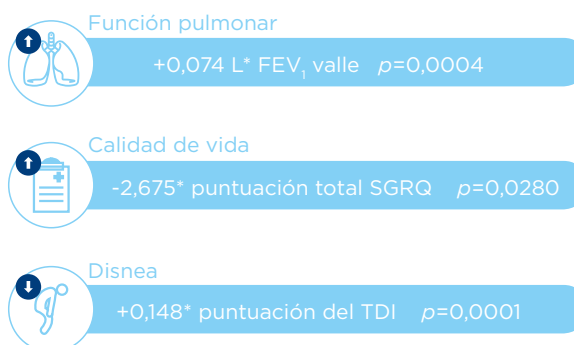 Función pulmonar
+0,074 L* FEV₁ valle p=0,0004
Calidad de vida
-2,675* puntuación total SGRQ p=0,0280
Disnea
+0,148* puntuación del TDI p=0,0001